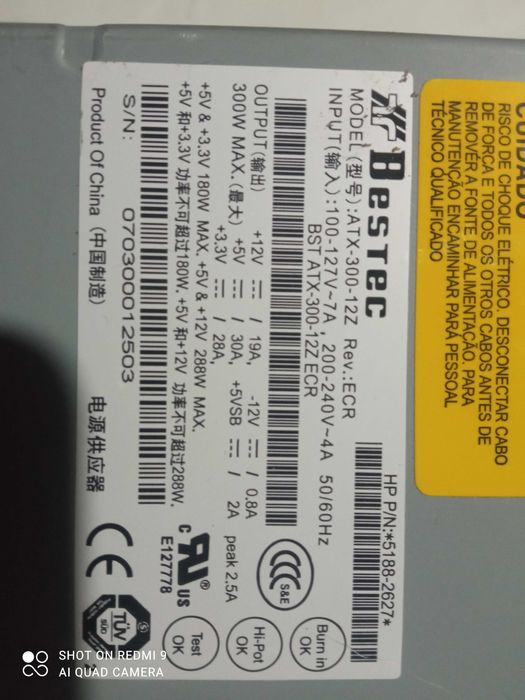 CUIDADO
RISCO DE CHOQUE ELÉTRICO. DESCONECTAR CABO
DE FORÇA E TODOS OS OUTROS CABOS ANTES DE
REMOVER A FONTE DE ALIMENTAÇÃO. PARA
MANUTENÇÃO ENCAMINHAR PARA PESSOAL
TÉCNICO QUALIFICADO
BESTEC
HP P/N:*5188-2627*
MODEL(型号):ATX-300-12Z Rev.:ECR
INPUT(输入):100-127V~7A , 200-240V~4A 50/60Hz
BST ATX-300-12Z ECR
OUTPUT(输出) +12V / 19A, -12V / 0.8A
300W MAX.(最大) +5V / 30A, +5VSB / 2A
+3.3V / 28A, peak 2.5A
+5V & +3.3V 180W MAX. +5V & +12V 288W MAX.
+5V 和+3.3V 功率不可超过180W. +5V 和+12V 功率不可超过288W.
S/N: 070300012503
Product Of China (中国制造) 电源供应器
S&E
Burn in OK
Hi-Pot OK
Test OK
C UL ® US
E127778
CE
TÜV
SÜD
SHOT ON REDMI 9
AI QUAD CAMERA